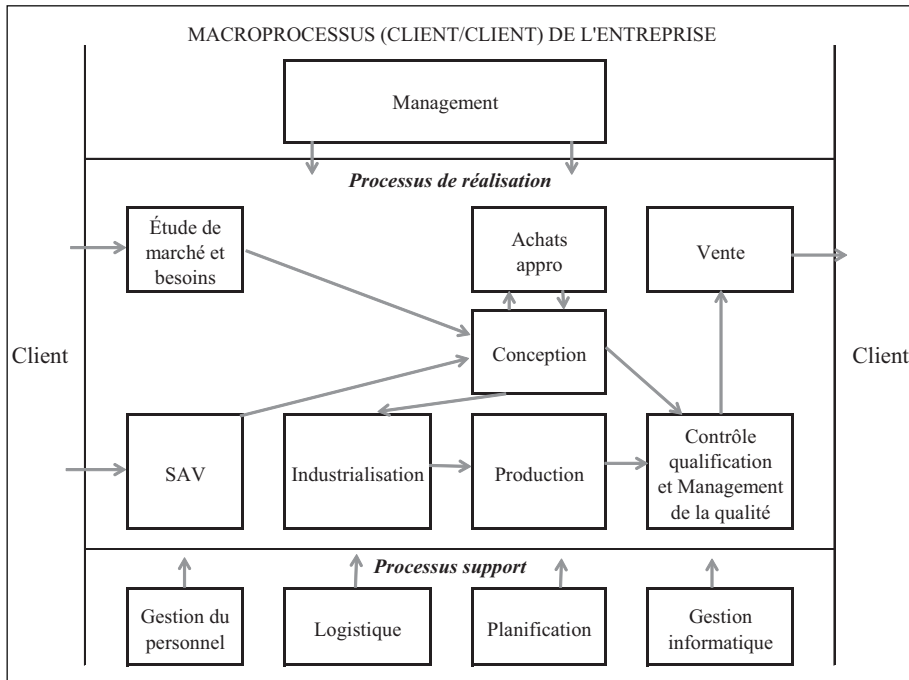 MACROPROCESSUS (CLIENT/CLIENT) DE L'ENTREPRISE
Management
Processus de réalisation
Étude de
marché et
besoins
Achats
appro
Vente
Client
Conception
Client
SAV
Industrialisation
Production
Contrôle
qualification
et Management
de la qualité
Processus support
Gestion du
personnel
Logistique
Planification
Gestion
informatique